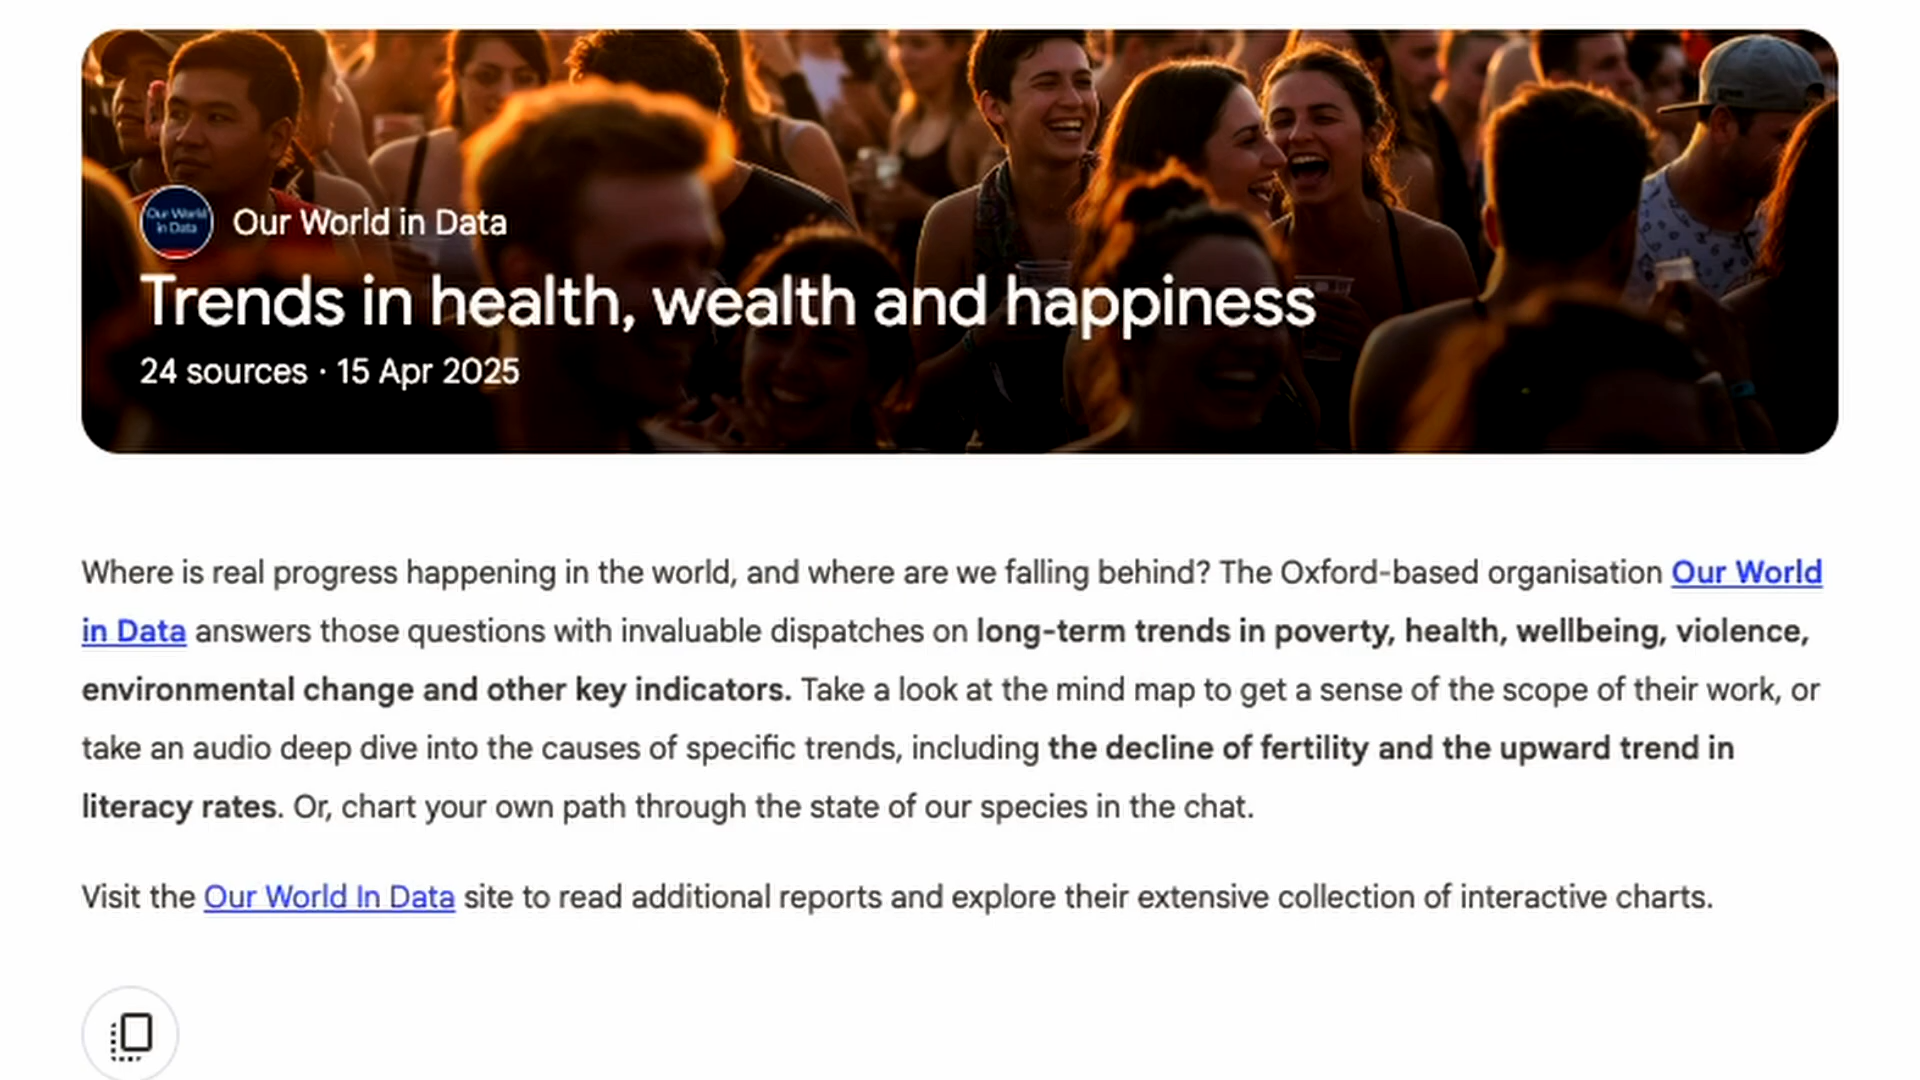 Our World
in Data
Our World in Data
Trends in health, wealth and happiness
24 sources · 15 Apr 2025
Where is real progress happening in the world, and where are we falling behind? The Oxford-based organisation Our World
in Data answers those questions with invaluable dispatches on long-term trends in poverty, health, wellbeing, violence,
environmental change and other key indicators. Take a look at the mind map to get a sense of the scope of their work, or
take an audio deep dive into the causes of specific trends, including the decline of fertility and the upward trend in
literacy rates. Or, chart your own path through the state of our species in the chat.
Visit the Our World In Data site to read additional reports and explore their extensive collection of interactive charts.